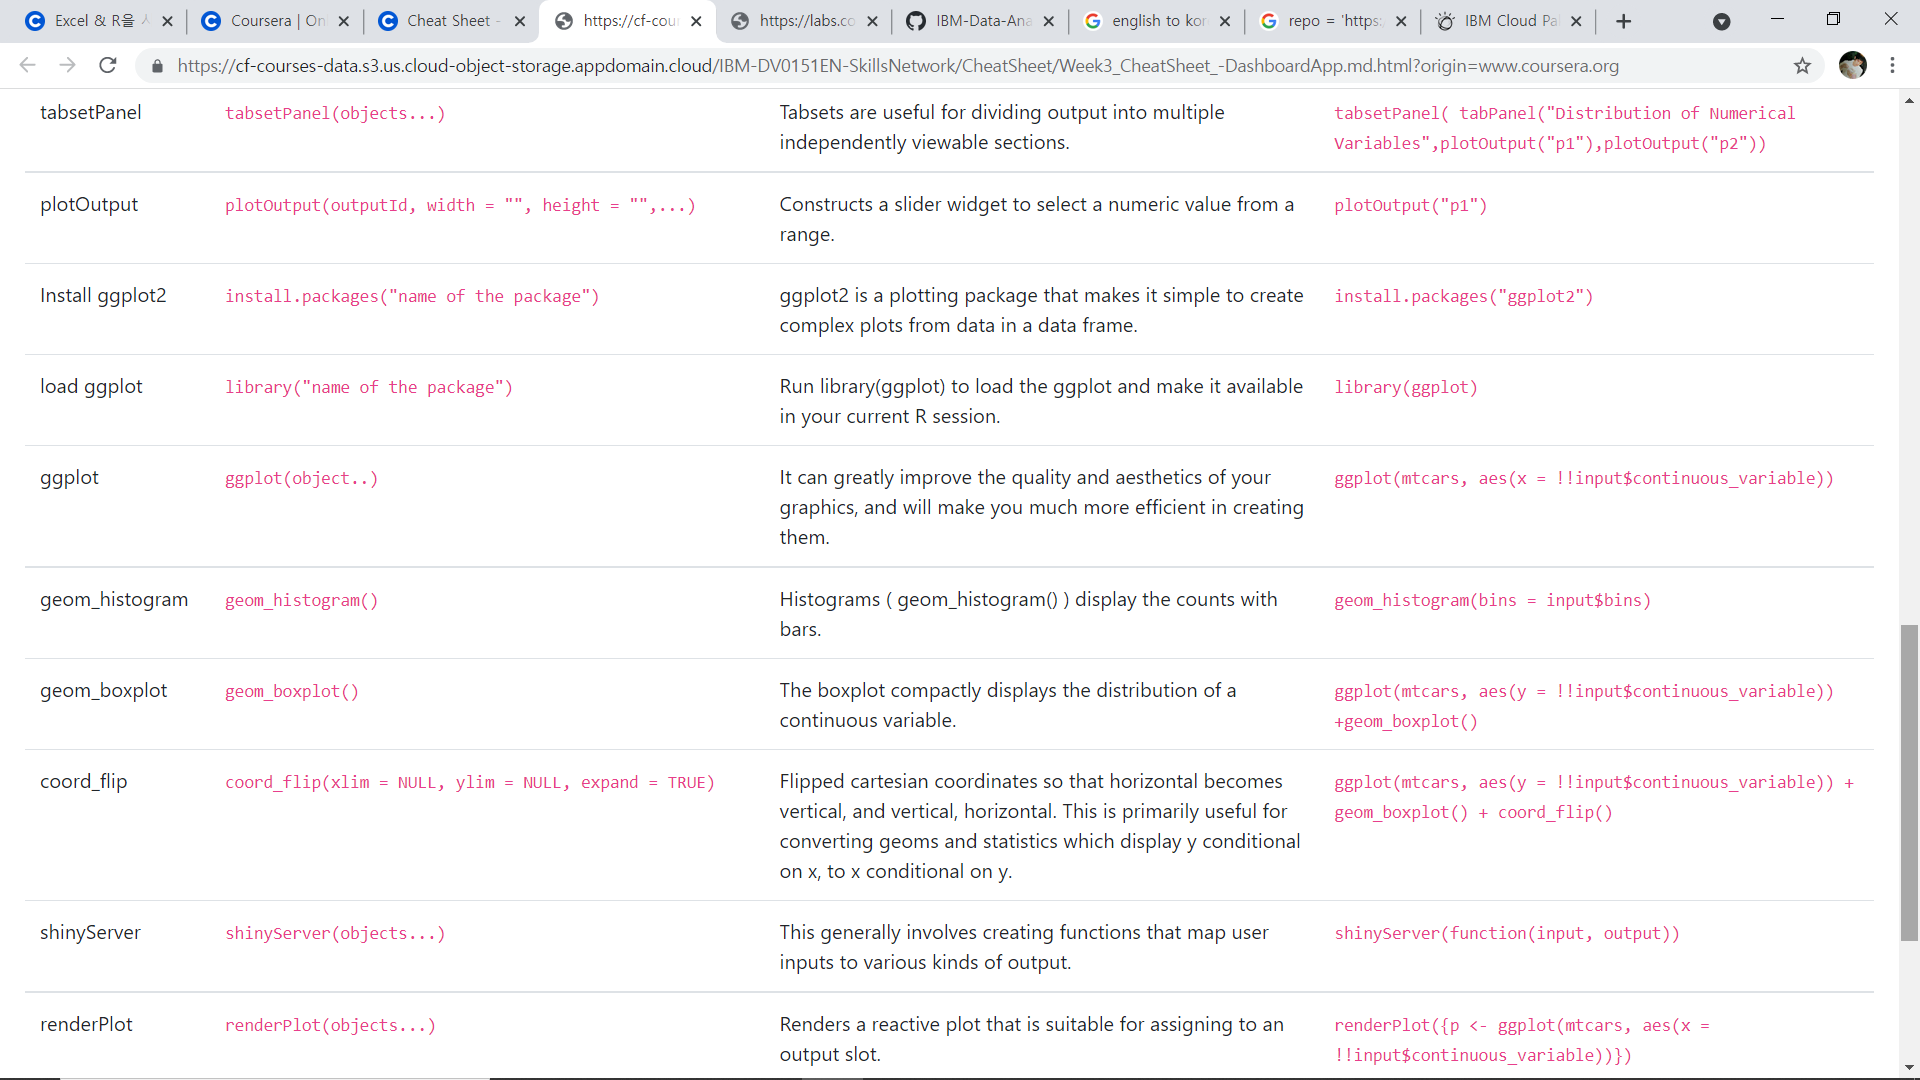 Excel & R을
Coursera | On
Cheat Sheet -
https://cf-cou
https://labs.co
IBM-Data-Ana
english to kor
repo = 'https:
IBM Cloud Pa
https://cf-courses-data.s3.us.cloud-object-storage.appdomain.cloud/IBM-DV0151EN-SkillsNetwork/CheatSheet/Week3_CheatSheet_-DashboardApp.md.html?origin=www.coursera.org
tabsetPanel
tabsetPanel(objects...)
Tabsets are useful for dividing output into multiple
independently viewable sections.
tabsetPanel( tabPanel("Distribution of Numerical
Variables",plotOutput("p1"),plotOutput("p2"))
plotOutput
plotOutput(outputId, width = "", height = "",...)
Constructs a slider widget to select a numeric value from a
range.
plotOutput("p1")
Install ggplot2
install.packages("name of the package")
ggplot2 is a plotting package that makes it simple to create
complex plots from data in a data frame.
install.packages("ggplot2")
load ggplot
library("name of the package")
Run library(ggplot) to load the ggplot and make it available
in your current R session.
library(ggplot)
ggplot
ggplot(object..)
It can greatly improve the quality and aesthetics of your
graphics, and will make you much more efficient in creating
them.
ggplot(mtcars, aes(x = !!input$continuous_variable))
geom_histogram
geom_histogram()
Histograms ( geom_histogram() ) display the counts with
bars.
geom_histogram(bins = input$bins)
geom_boxplot
geom_boxplot()
The boxplot compactly displays the distribution of a
continuous variable.
ggplot(mtcars, aes(y = !!input$continuous_variable))
+geom_boxplot()
coord_flip
coord_flip(xlim = NULL, ylim = NULL, expand = TRUE)
Flipped cartesian coordinates so that horizontal becomes
vertical, and vertical, horizontal. This is primarily useful for
converting geoms and statistics which display y conditional
on x, to x conditional on y.
ggplot(mtcars, aes(y = !!input$continuous_variable)) +
geom_boxplot() + coord_flip()
shinyServer
shinyServer(objects...)
This generally involves creating functions that map user
inputs to various kinds of output.
shinyServer(function(input, output))
renderPlot
renderPlot(objects...)
Renders a reactive plot that is suitable for assigning to an
output slot.
renderPlot({p <- ggplot(mtcars, aes(x =
!!input$continuous_variable))})